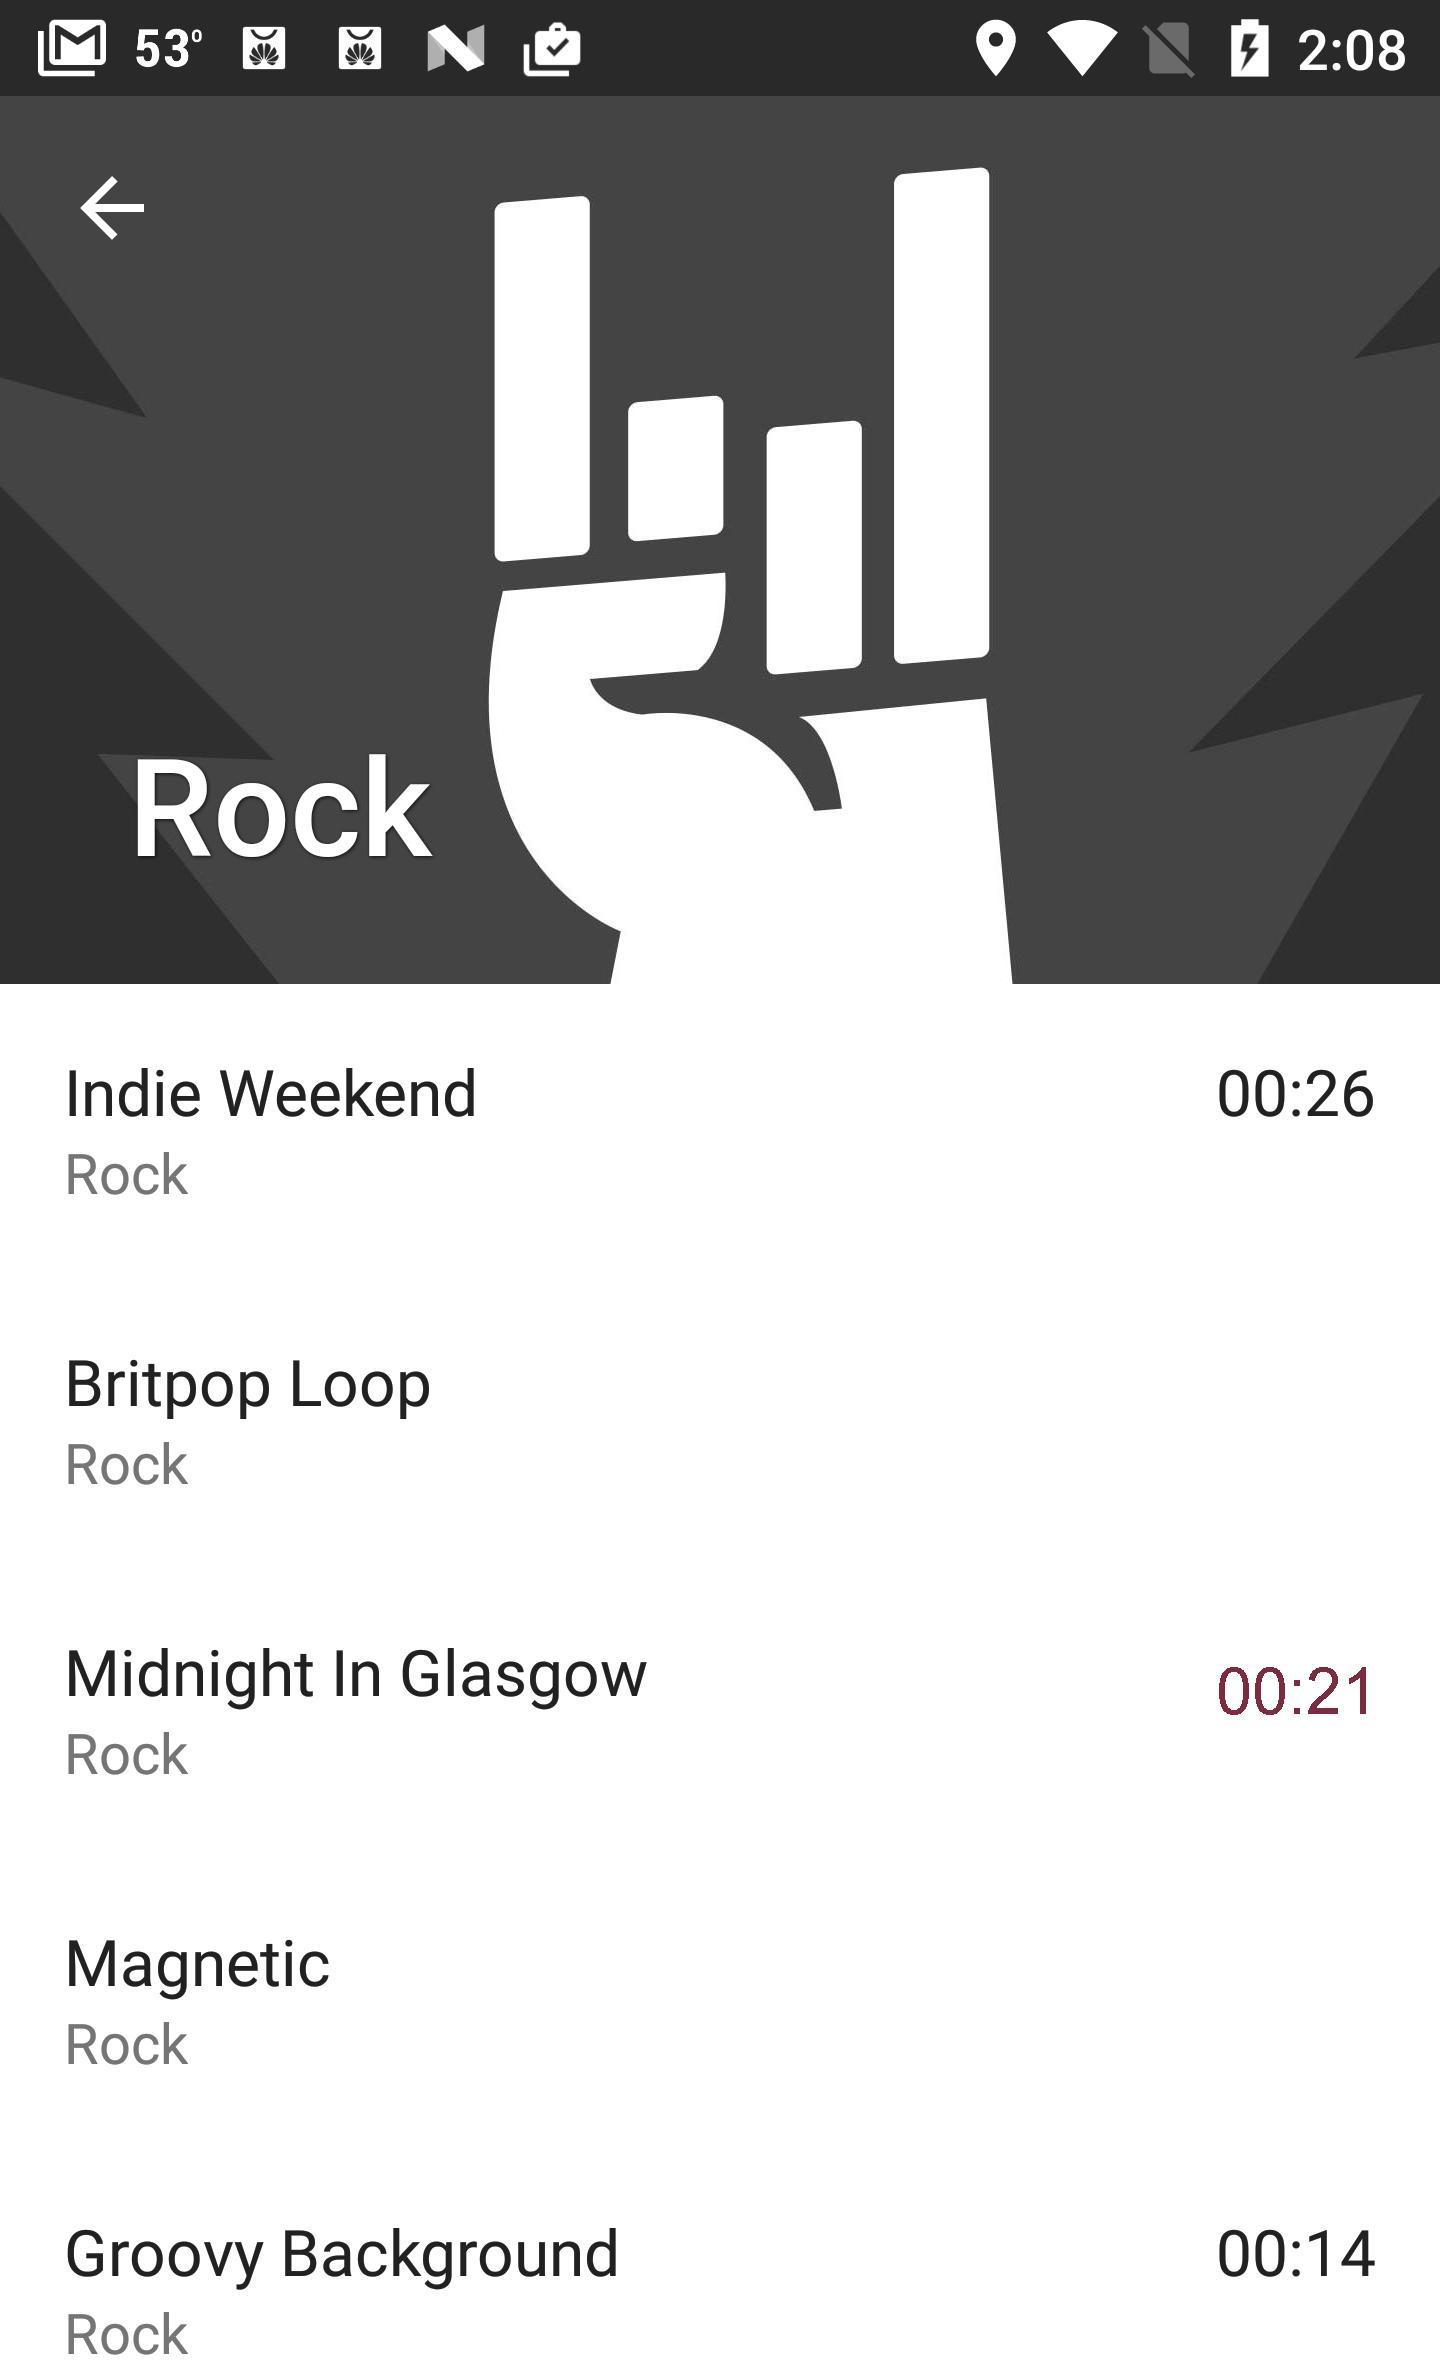 53° 2:08
Rock
Indie Weekend 00:26
Rock
Britpop Loop
Rock
Midnight In Glasgow 00:21
Rock
Magnetic
Rock
Groovy Background 00:14
Rock